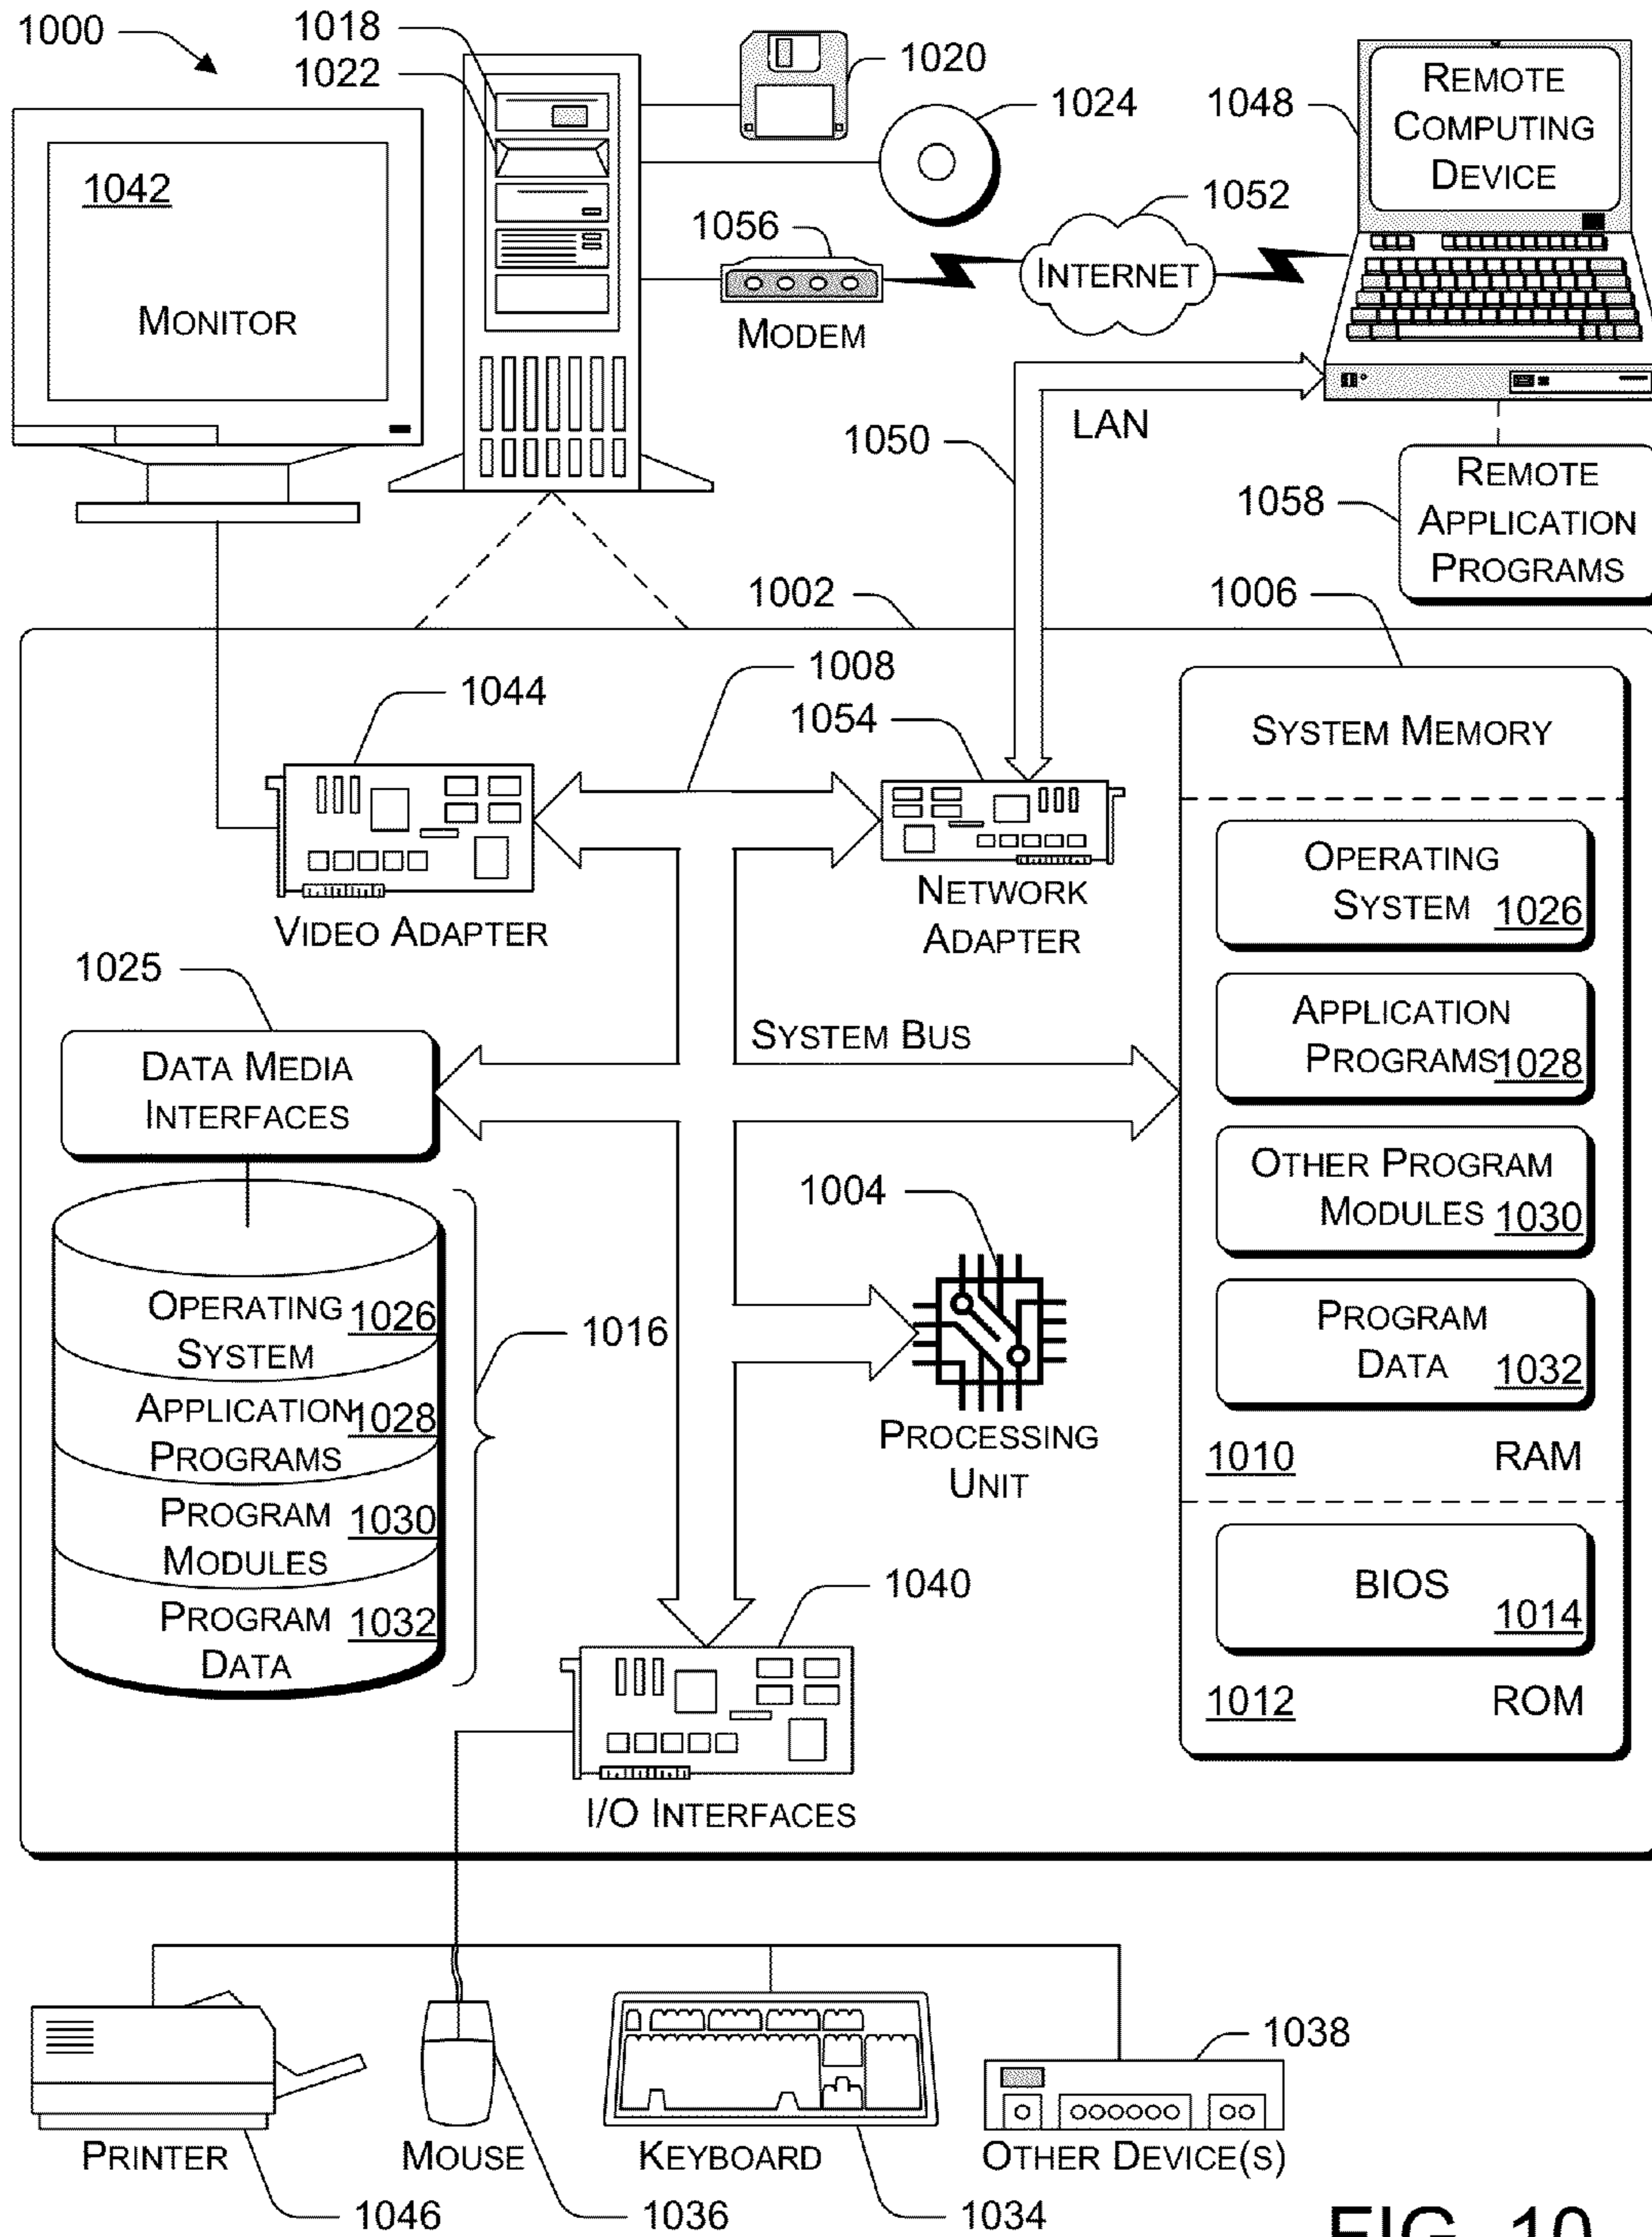 1000
1018
1022
1020
1024
1048
REMOTE
COMPUTING
DEVICE
1042
MONITOR
1056
MODEM
1052
INTERNET
1050
LAN
1058
REMOTE
APPLICATION
PROGRAMS
1002
1006
1008
1044
1054
VIDEO ADAPTER
NETWORK
ADAPTER
SYSTEM MEMORY
OPERATING
SYSTEM 1026
APPLICATION
PROGRAMS 1028
OTHER PROGRAM
MODULES 1030
PROGRAM
DATA 1032
1010 RAM
BIOS
1014
1012 ROM
1025
DATA MEDIA
INTERFACES
SYSTEM BUS
1004
PROCESSING
UNIT
OPERATING 1026
SYSTEM
APPLICATION 1028
PROGRAMS
PROGRAM 1030
MODULES
PROGRAM 1032
DATA
1016
1040
I/O INTERFACES
1038
PRINTER
MOUSE
KEYBOARD
OTHER DEVICE(S)
1046
1036
1034
FIG. 10